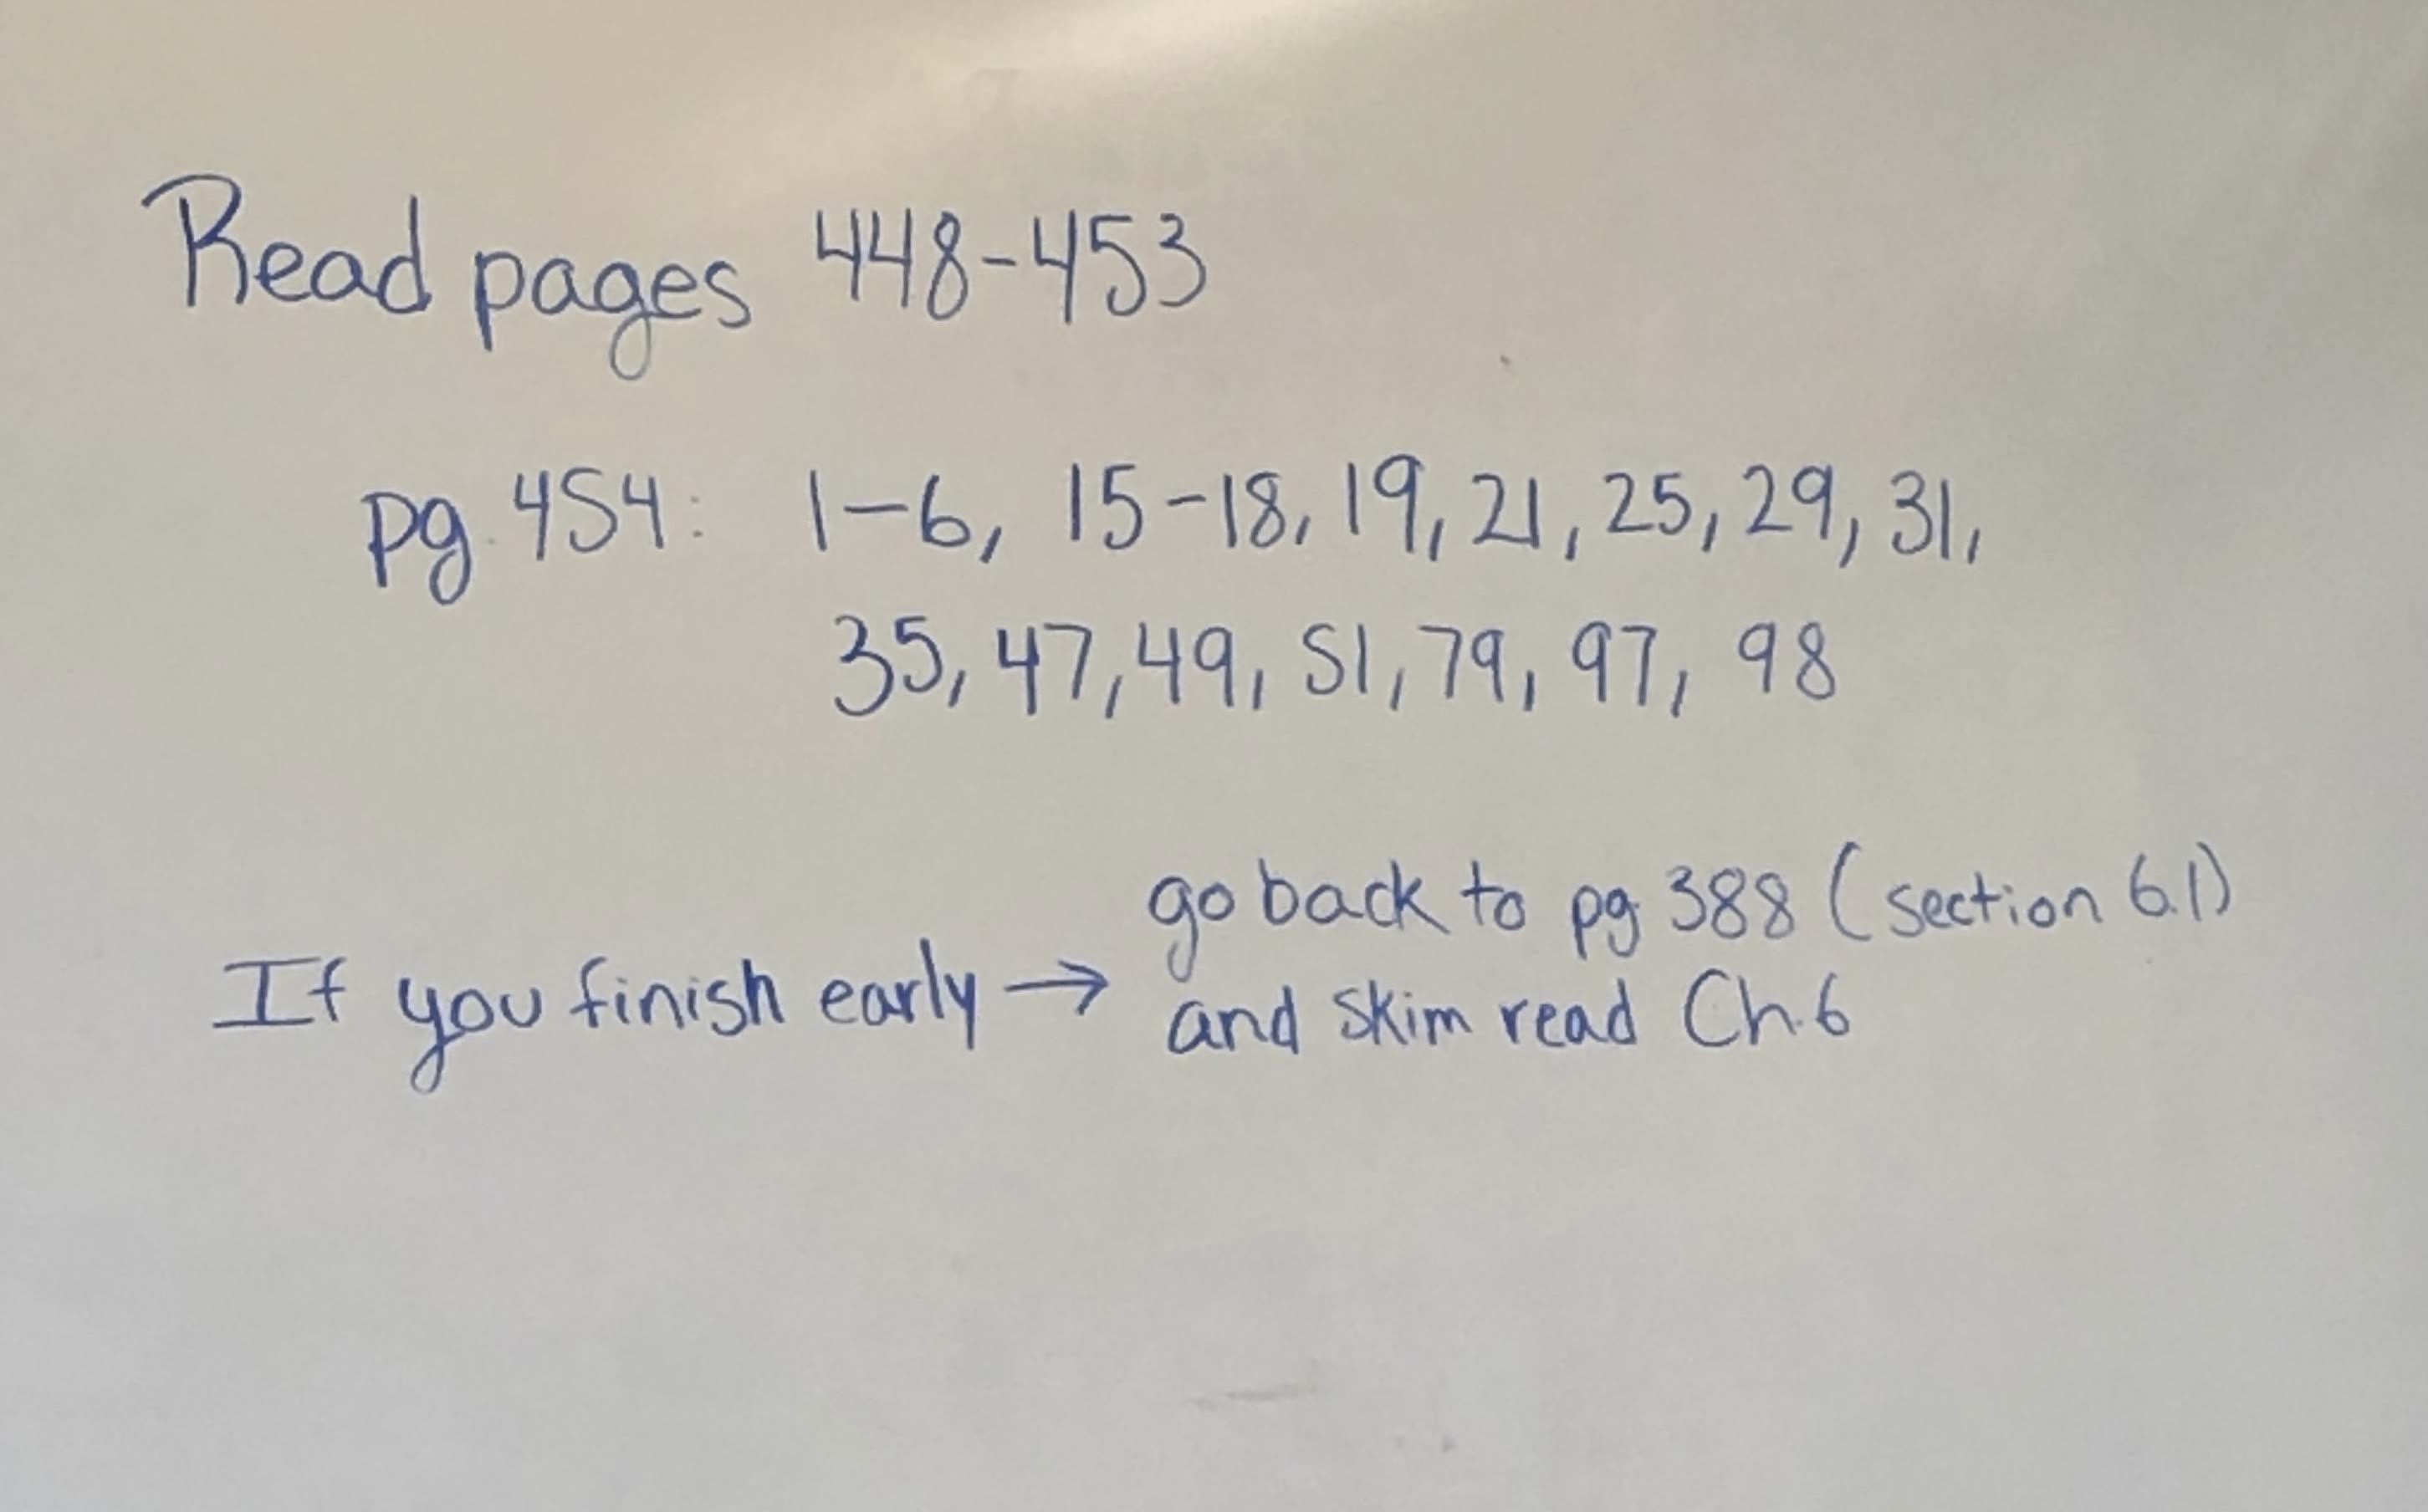 Read pages 448-453
pg. 454: 1-6, 15-18, 19, 21, 25, 29, 31,
35, 47, 49, 51, 79, 97, 98
If you finish early → go back to pg 388 (section 6.1)
and skim read Ch. 6